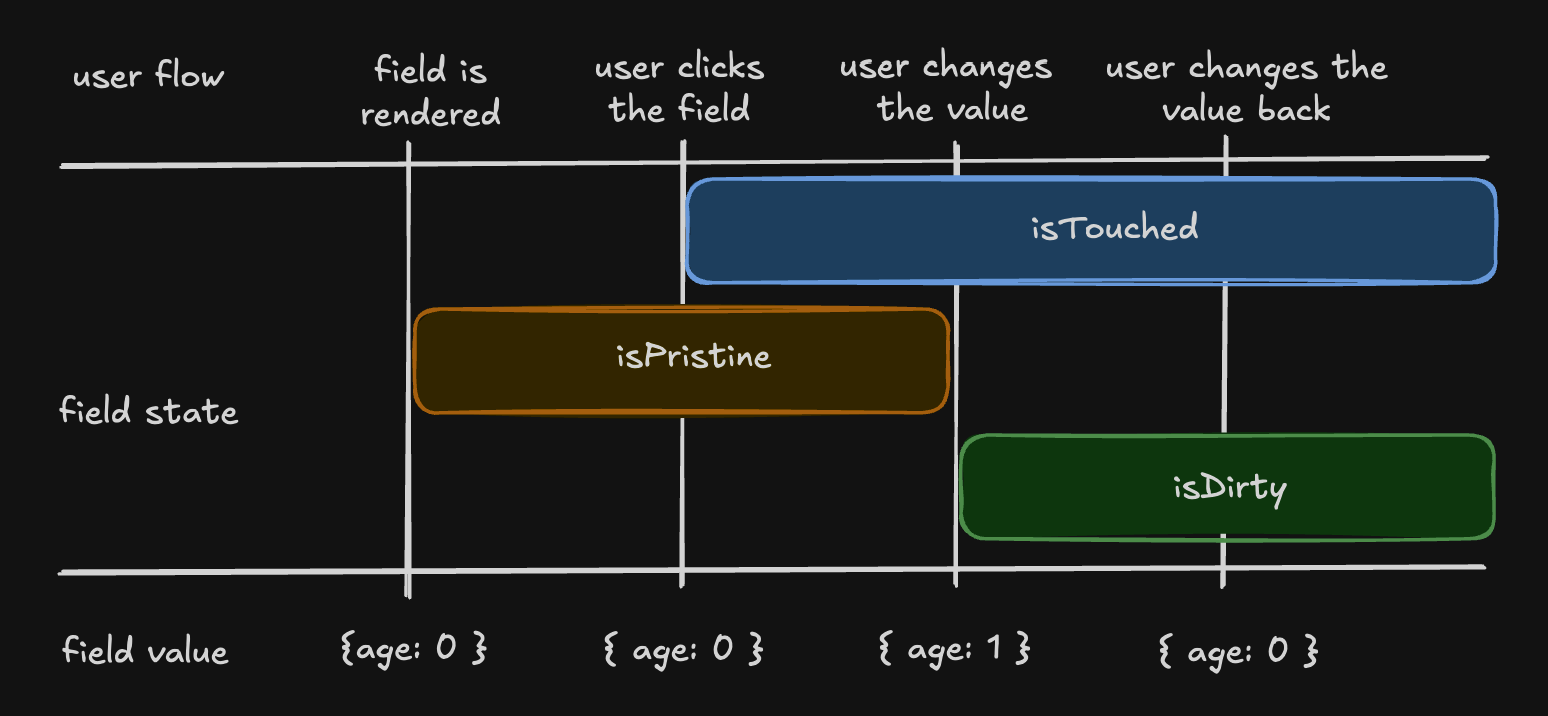 user flow
field is
rendered
user clicks
the field
user changes
the value
user changes the
value back
isTouched
isPristine
field state
isDirty
field value
{age: 0 }
{ age: 0 }
{ age: 1 }
{ age: 0 }